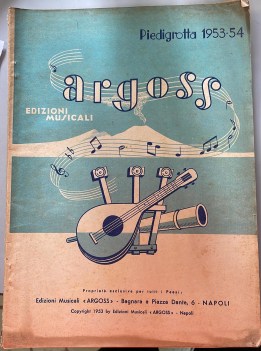 Piedigrotta 1953-54
argoss
EDIZIONI
MUSICALI
Proprietà esclusiva per tutti i Paesi:
Edizioni Musicali «ARGOSS» - Bagnara a Piazza Dante, 6 - NAPOLI
Copyright 1953 by Edizioni Musicali «ARGOSS» - Napoli